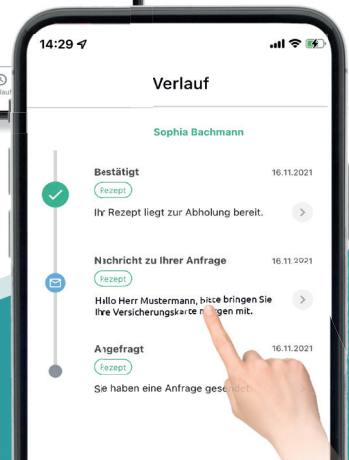 14:29
Verlauf
Sophia Bachmann
Bestätigt 16.11.2021
Rezept
Ihr Rezept liegt zur Abholung bereit.
Nachricht zu Ihrer Anfrage 16.11.2021
Rezept
Hallo Herr Mustermann, bitte bringen Sie
Ihre Versicherungskarte morgen mit.
Angefragt 16.11.2021
Rezept
Sie haben eine Anfrage gesendet